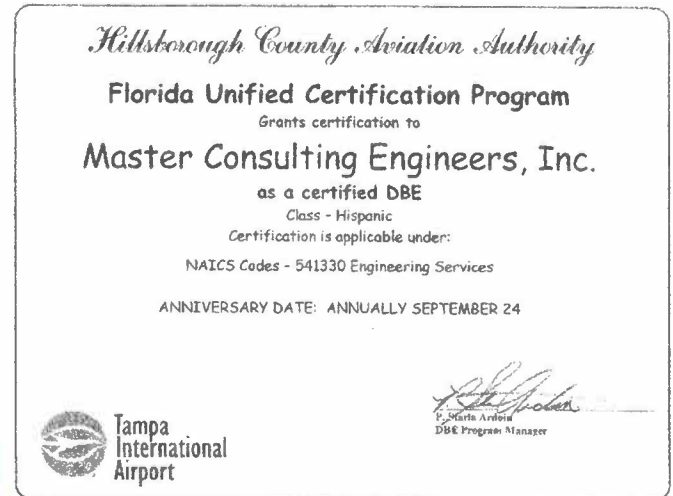 Hillsborough County Aviation Authority
Florida Unified Certification Program
Grants certification to
Master Consulting Engineers, Inc.
as a certified DBE
Class - Hispanic
Certification is applicable under:
NAICS Codes - 541330 Engineering Services
ANNIVERSARY DATE: ANNUALLY SEPTEMBER 24
P. Marla Ardoin
DBE Program Manager
Tampa
International
Airport